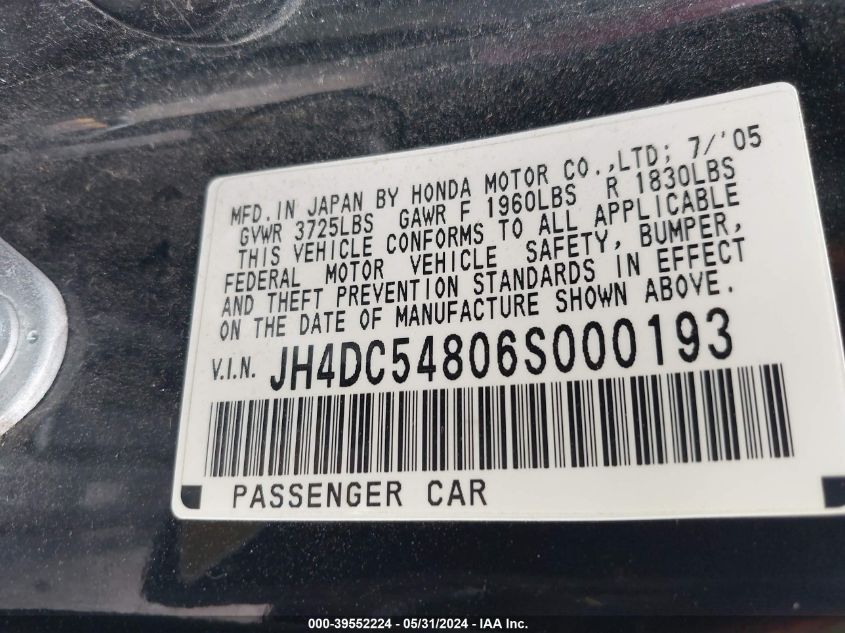 MFD. IN JAPAN BY HONDA MOTOR CO.,LTD; 7/'05
GVWR 3725LBS GAWR F 1960LBS R 1830LBS
THIS VEHICLE CONFORMS TO ALL APPLICABLE
FEDERAL MOTOR VEHICLE SAFETY, BUMPER,
AND THEFT PREVENTION STANDARDS IN EFFECT
ON THE DATE OF MANUFACTURE SHOWN ABOVE.
V.I.N. JH4DC54806S000193
PASSENGER CAR
000-39552224 - 05/31/2024 - IAA Inc.